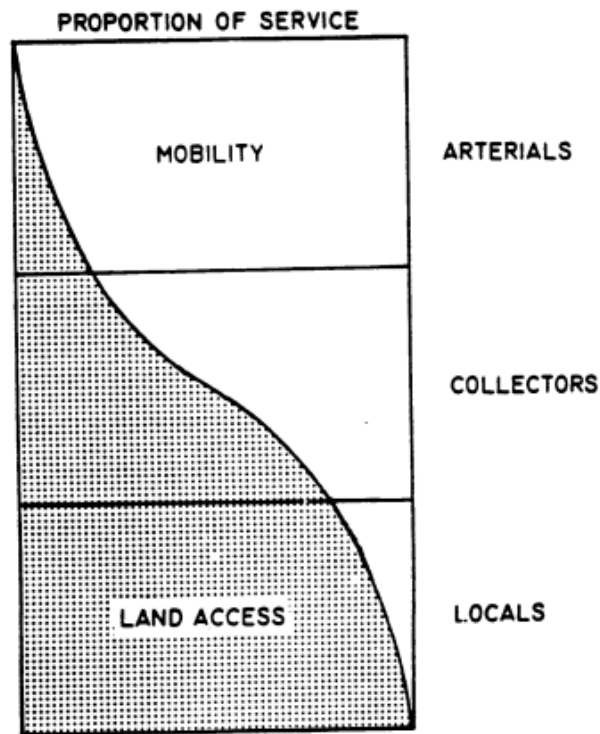 PROPORTION OF SERVICE
MOBILITY
ARTERIALS
COLLECTORS
LAND ACCESS
LOCALS